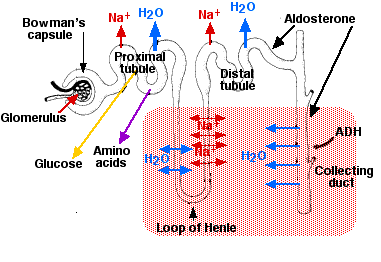 Bowman's
capsule
Na+
H2O
Na+
H2O
Aldosterone
Proximal
tubule
Distal
tubule
Glomerulus
Glucose
Amino
acids
H2O
Na+
Na+
H2O
ADH
Collecting
duct
Loop of Henle